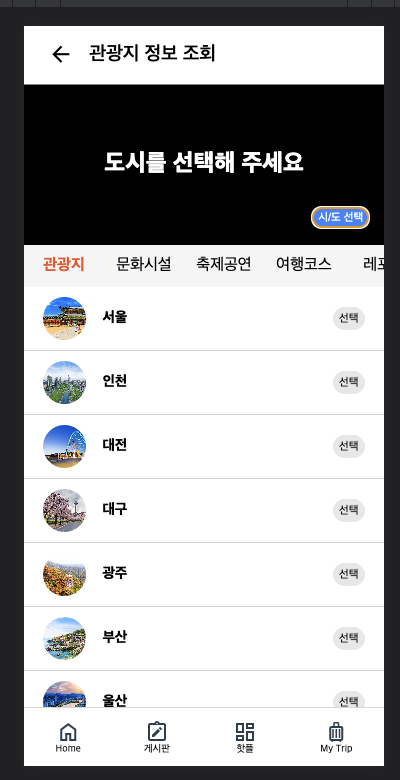 관광지 정보 조회
도시를 선택해 주세요
시/도 선택
관광지 문화시설 축제공연 여행코스 레포
서울 선택
인천 선택
대전 선택
대구 선택
광주 선택
부산 선택
울산 선택
Home 게시판 핫플 My Trip